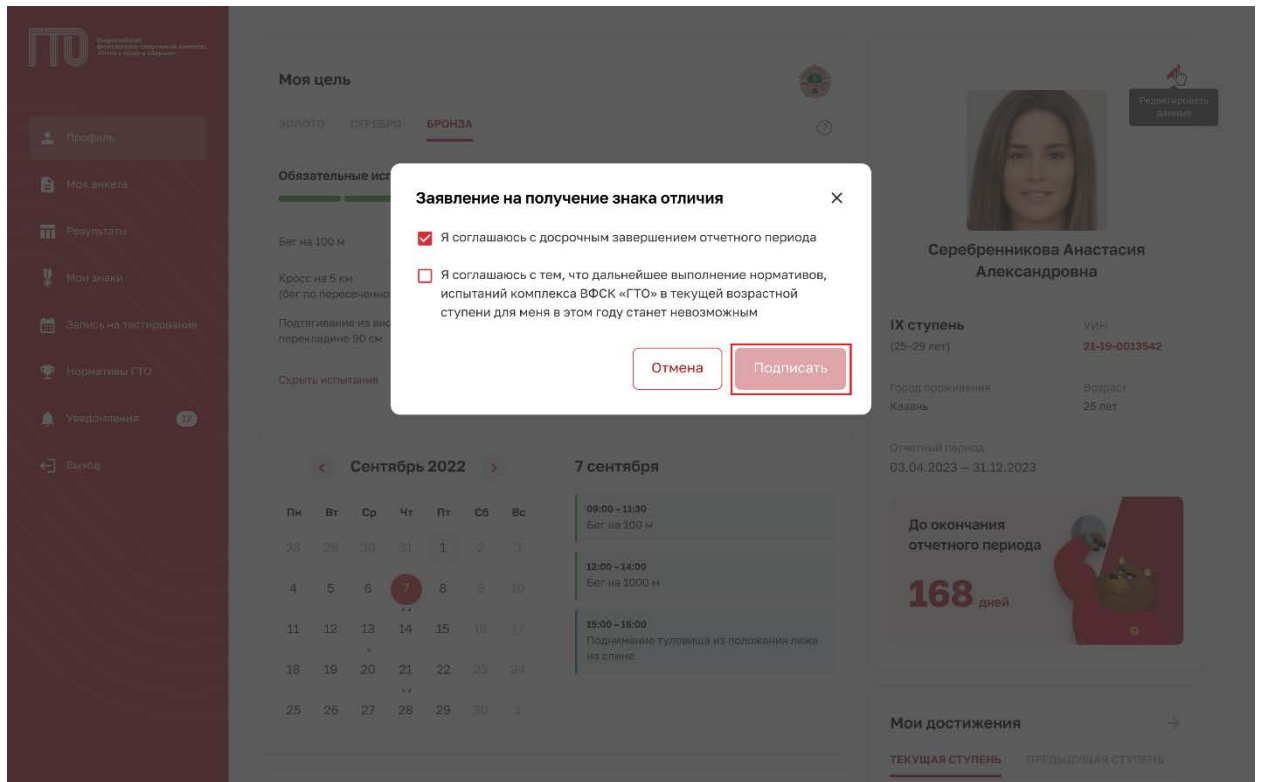 ГТО
Всероссийский
физкультурно-спортивный комплекс
«Готов к труду и обороне»
Профиль
Моя анкета
Результаты
Мои знаки
Запись на тестирование
Нормативы ГТО
Уведомления 12
Выход
Моя цель
ЗОЛОТО СЕРЕБРО БРОНЗА
Обязательные исп
Бег на 100 м
Кросс на 5 км
(бег по пересеченно
Подтягивание из вис
перекладине 90 см
Скрыть испытания
Заявление на получение знака отличия
Я соглашаюсь с досрочным завершением отчетного периода
Я соглашаюсь с тем, что дальнейшее выполнение нормативов,
испытаний комплекса ВФСК «ГТО» в текущей возрастной
ступени для меня в этом году станет невозможным
Отмена Подписать
Редактировать
данные
Серебренникова Анастасия
Александровна
IX ступень УИН
(25–29 лет) 21-19-0013542
Город проживания Возраст
Казань 26 лет
Отчетный период
03.04.2023 – 31.12.2023
До окончания
отчетного периода
168 дней
Сентябрь 2022
Пн Вт Ср Чт Пт Сб Вс
28 29 30 31 1 2 3
4 5 6 7 8 9 10
11 12 13 14 15 16 17
18 19 20 21 22 23 24
25 26 27 28 29 30 1
7 сентября
09:00 – 11:30
Бег на 100 м
12:00 – 14:00
Бег на 1000 м
15:00 – 16:00
Поднимание туловища из положения лежа
на спине
Мои достижения
ТЕКУЩАЯ СТУПЕНЬ ПРЕДЫДУЩАЯ СТУПЕНЬ